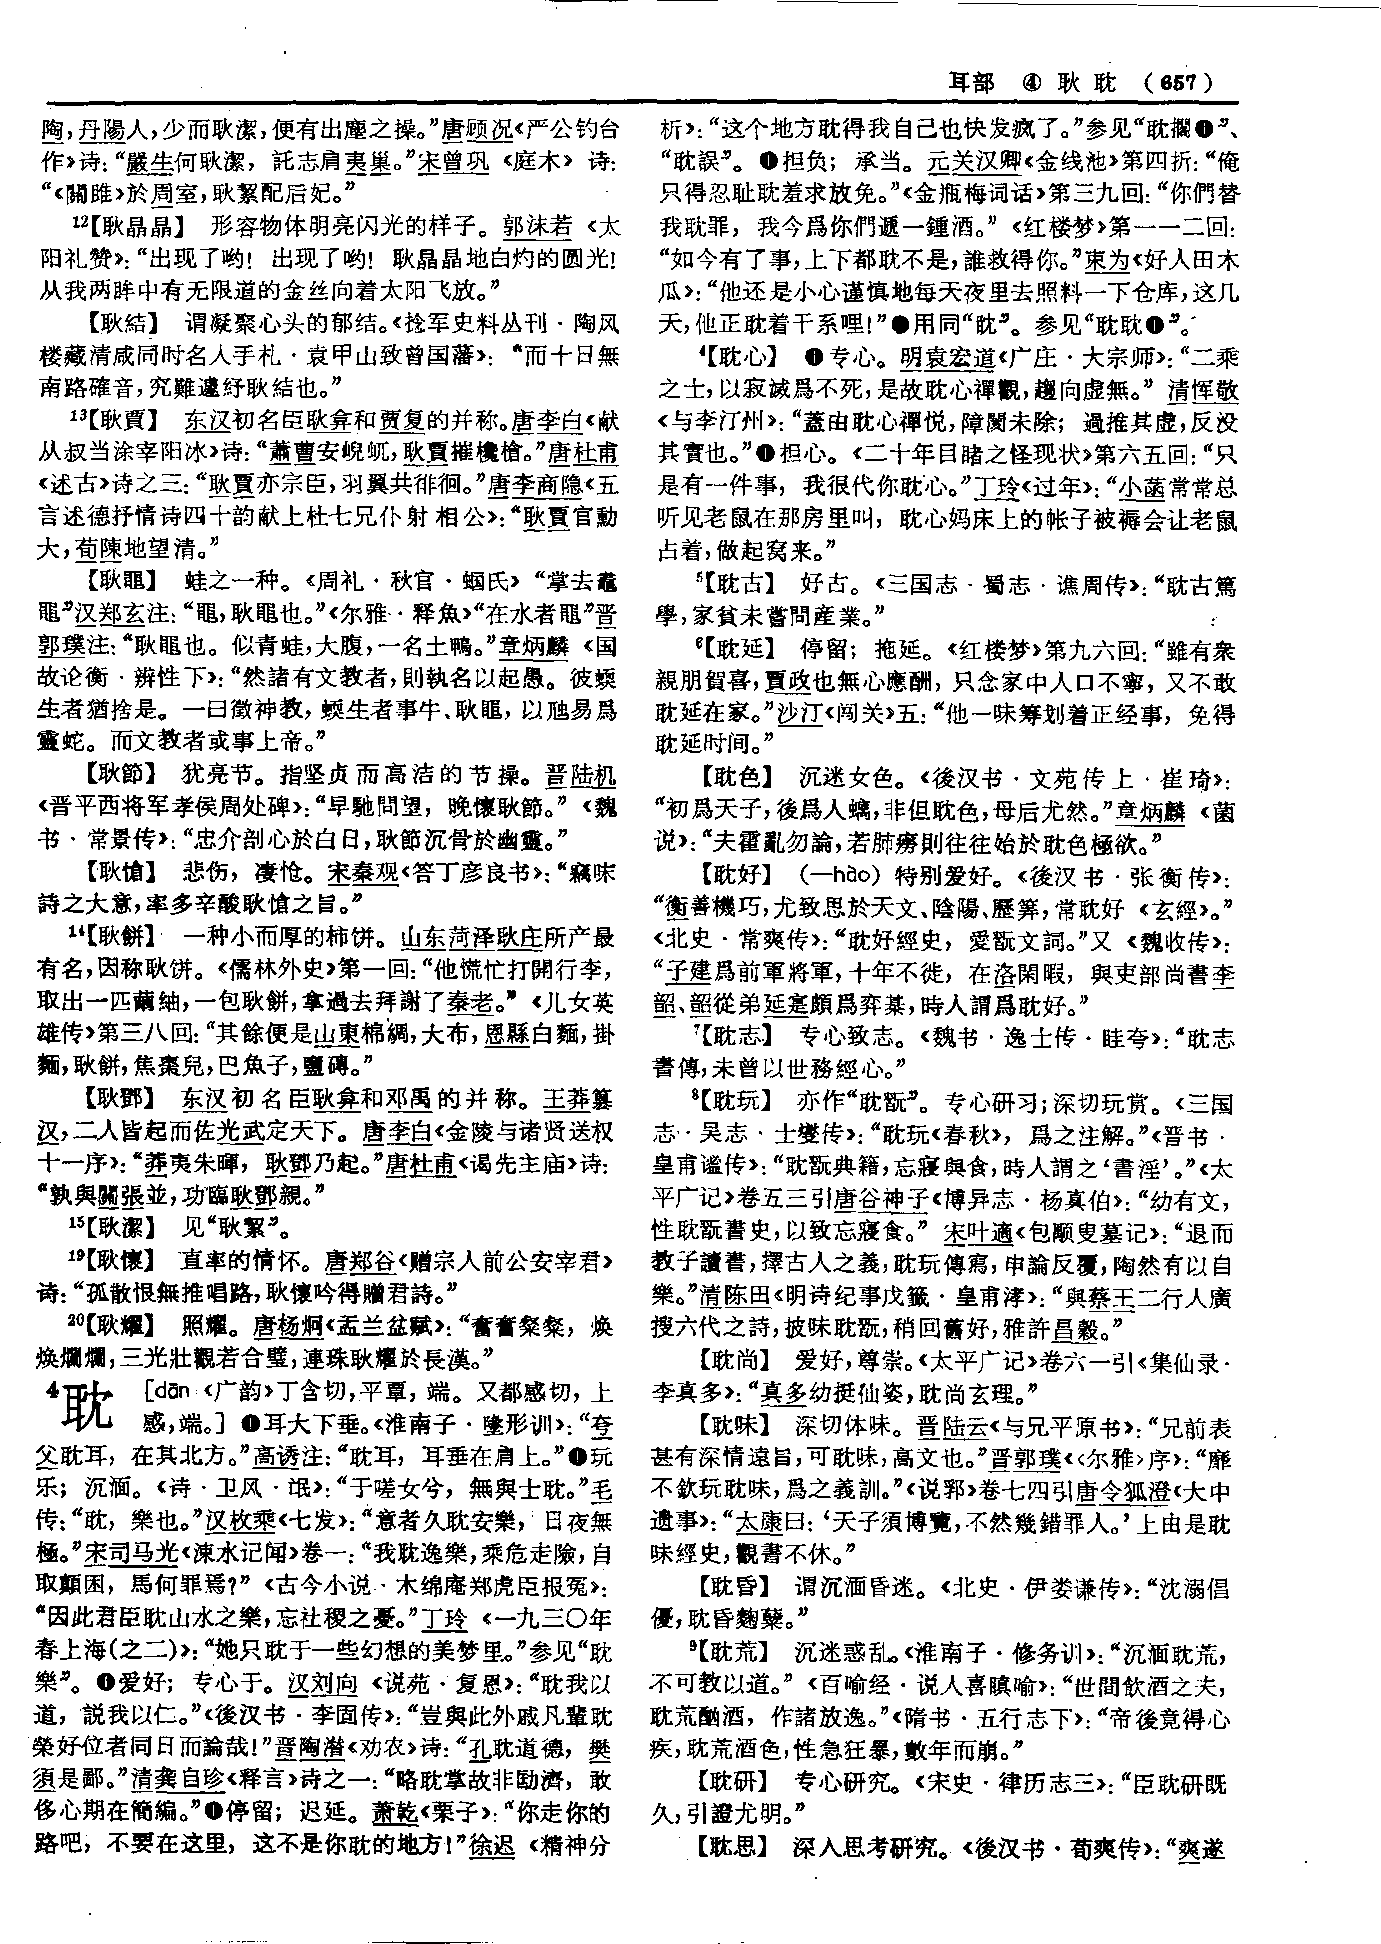 耳部 ④ 耿 耽 (657)
陶，丹陽人，少而耿潔，便有出塵之操。”唐顾况《严公钓台
作》诗：“嚴生何耿潔，託志肩夷巢。”宋曾巩《庭木》诗：
“《關雎》於周室，耿絜配后妃。”
¹²【耿晶晶】 形容物体明亮闪光的样子。郭沫若《太
阳礼赞》：“出现了哟！出现了哟！耿晶晶地白灼的圆光！
从我两眸中有无限道的金丝向着太阳飞放。”
【耿結】 谓凝聚心头的郁结。《捻军史料丛刊·陶风
楼藏清咸同时名人手札·袁甲山致曾国藩》：“而十日無
南路確音，究難遽紓耿結也。”
¹³【耿賈】 东汉初名臣耿弇和贾复的并称。唐李白《献
从叔当涂宰阳冰》诗：“蕭曹安峴屼，耿賈摧欃槍。”唐杜甫
《述古》诗之三：“耿賈亦宗臣，羽翼共徘徊。”唐李商隐《五
言述德抒情诗四十韵献上杜七兄仆射相公》：“耿賈官勳
大，荀陳地望清。”
【耿黽】 蛙之一种。《周礼·秋官·蝈氏》“掌去鼃
黽”汉郑玄注：“黽，耿黽也。”《尔雅·释魚》“在水者黽”晋
郭璞注：“耿黽也。似青蛙，大腹，一名土鴨。”章炳麟《国
故论衡·辨性下》：“然諸有文教者，則執名以起愚。彼蝡
生者猶捨是。一曰徵神教，蝡生者事牛、耿黽，以虺易爲
靈蛇。而文教者或事上帝。”
【耿節】 犹亮节。指坚贞而高洁的节操。晋陆机
《晋平西将军孝侯周处碑》：“早馳問望，晚懷耿節。”《魏
书·常景传》：“忠介剖心於白日，耿節沉骨於幽靈。”
【耿愴】 悲伤，凄怆。宋秦观《答丁彦良书》：“竊味
詩之大意，率多辛酸耿愴之旨。”
¹⁴【耿餅】 一种小而厚的柿饼。山东菏泽耿庄所产最
有名，因称耿饼。《儒林外史》第一回：“他慌忙打開行李，
取出一匹繭紬，一包耿餅，拿過去拜謝了秦老。”《儿女英
雄传》第三八回：“其餘便是山東棉綢，大布，恩縣白麵，掛
麵，耿餅，焦棗兒，巴魚子，鹽磚。”
【耿鄧】 东汉初名臣耿弇和邓禹的并称。王莽篡
汉，二人皆起而佐光武定天下。唐李白《金陵与诸贤送权
十一序》：“莽夷朱暉，耿鄧乃起。”唐杜甫《谒先主庙》诗：
“孰與關張並，功臨耿鄧親。”
¹⁵【耿潔】 见“耿絜”。
¹⁹【耿懷】 直率的情怀。唐郑谷《赠宗人前公安宰君》
诗：“孤散恨無推唱路，耿懷吟得贈君詩。”
²⁰【耿耀】 照耀。唐杨炯《盂兰盆赋》：“奮奮粲粲，焕
焕爛爛，三光壯觀若合璧，連珠耿耀於長漢。”
⁴耽 [dān《广韵》丁含切，平覃，端。又都感切，上
感，端。]❶耳大下垂。《淮南子·墬形训》：“夸
父耽耳，在其北方。”高诱注：“耽耳，耳垂在肩上。”❷玩
乐；沉湎。《诗·卫风·氓》：“于嗟女兮，無與士耽。”毛
传：“耽，樂也。”汉枚乘《七发》：“意者久耽安樂，日夜無
極。”宋司马光《涑水记闻》卷一：“我耽逸樂，乘危走險，自
取顛困，馬何罪焉？”《古今小说·木绵庵郑虎臣报冤》：
“因此君臣耽山水之樂，忘社稷之憂。”丁玲《一九三〇年
春上海(之二)》：“她只耽于一些幻想的美梦里。”参见“耽
樂”。❸爱好；专心于。汉刘向《说苑·复恩》：“耽我以
道，説我以仁。”《後汉书·李固传》：“豈與此外戚凡輩耽
榮好位者同日而論哉！”晋陶潜《劝农》诗：“孔耽道德，樊
須是鄙。”清龚自珍《释言》诗之一：“略耽掌故非匡濟，敢
侈心期在簡編。”❹停留；迟延。萧乾《栗子》：“你走你的
路吧，不要在这里，这不是你耽的地方！”徐迟《精神分
析》：“这个地方耽得我自己也快发疯了。”参见“耽擱❶”、
“耽誤”。❺担负；承当。元关汉卿《金线池》第四折：“俺
只得忍耻耽羞求放免。”《金瓶梅词话》第三九回：“你們替
我耽罪，我今爲你們遞一鍾酒。”《红楼梦》第一一二回：
“如今有了事，上下都耽不是，誰救得你。”束为《好人田木
瓜》：“他还是小心谨慎地每天夜里去照料一下仓库，这几
天，他正耽着干系哩！”❻用同“眈”。参见“耽耽❶”。
⁴【耽心】 ❶专心。明袁宏道《广庄·大宗师》：“二乘
之士，以寂诚爲不死，是故耽心禪觀，趨向虚無。”清恽敬
《与李汀州》：“蓋由耽心禪悦，障閡未除；過推其虚，反没
其實也。”❷担心。《二十年目睹之怪现状》第六五回：“只
是有一件事，我很代你耽心。”丁玲《过年》：“小菡常常总
听见老鼠在那房里叫，耽心妈床上的帐子被褥会让老鼠
占着，做起窝来。”
⁵【耽古】 好古。《三国志·蜀志·谯周传》：“耽古篤
學，家貧未嘗問産業。”
⁶【耽延】 停留；拖延。《红楼梦》第九六回：“雖有衆
親朋賀喜，賈政也無心應酬，只念家中人口不寧，又不敢
耽延在家。”沙汀《闯关》五：“他一味筹划着正经事，免得
耽延时间。”
【耽色】 沉迷女色。《後汉书·文苑传上·崔琦》：
“初爲天子，後爲人螭，非但耽色，母后尤然。”章炳麟《菌
说》：“夫霍亂勿論，若肺癆則往往始於耽色極欲。”
【耽好】 (—hào) 特别爱好。《後汉书·张衡传》：
“衡善機巧，尤致思於天文、陰陽、歷筭，常耽好《玄經》。”
《北史·常爽传》：“耽好經史，愛翫文詞。”又《魏收传》：
“子建爲前軍將軍，十年不徙，在洛閑暇，與吏部尚書李
韶、韶從弟延寔頗爲弈棊，時人謂爲耽好。”
⁷【耽志】 专心致志。《魏书·逸士传·眭夸》：“耽志
書傳，未曾以世務經心。”
⁸【耽玩】 亦作“耽翫”。专心研习；深切玩赏。《三国
志·吴志·士燮传》：“耽玩《春秋》，爲之注解。”《晋书·
皇甫谧传》：“耽翫典籍，忘寢與食，時人謂之‘書淫’。”《太
平广记》卷五三引唐谷神子《博异志·杨真伯》：“幼有文，
性耽翫書史，以致忘寢食。”宋叶適《包颙叟墓记》：“退而
教子讀書，擇古人之義，耽玩傳寫，申論反覆，陶然有以自
樂。”清陈田《明诗纪事戊籤·皇甫涍》：“與蔡王二行人廣
搜六代之詩，披味耽翫，稍回舊好，雅許昌穀。”
【耽尚】 爱好，尊崇。《太平广记》卷六一引《集仙录·
李真多》：“真多幼挺仙姿，耽尚玄理。”
【耽味】 深切体味。晋陆云《与兄平原书》：“兄前表
甚有深情遠旨，可耽味，高文也。”晋郭璞《〈尔雅〉序》：“靡
不欽玩耽味，爲之義訓。”《说郛》卷七四引唐令狐澄《大中
遗事》：“太康曰：‘天子須博覽，不然幾錯罪人。’上由是耽
味經史，觀書不休。”
【耽昏】 谓沉湎昏迷。《北史·伊娄谦传》：“沈溺倡
優，耽昏麴糵。”
⁹【耽荒】 沉迷惑乱。《淮南子·修务训》：“沉湎耽荒，
不可教以道。”《百喻经·说人喜瞋喻》：“世間飲酒之夫，
耽荒酗酒，作諸放逸。”《隋书·五行志下》：“帝後竟得心
疾，耽荒酒色，性急狂暴，數年而崩。”
【耽研】 专心研究。《宋史·律历志三》：“臣耽研既
久，引證尤明。”
【耽思】 深入思考研究。《後汉书·荀爽传》：“爽遂